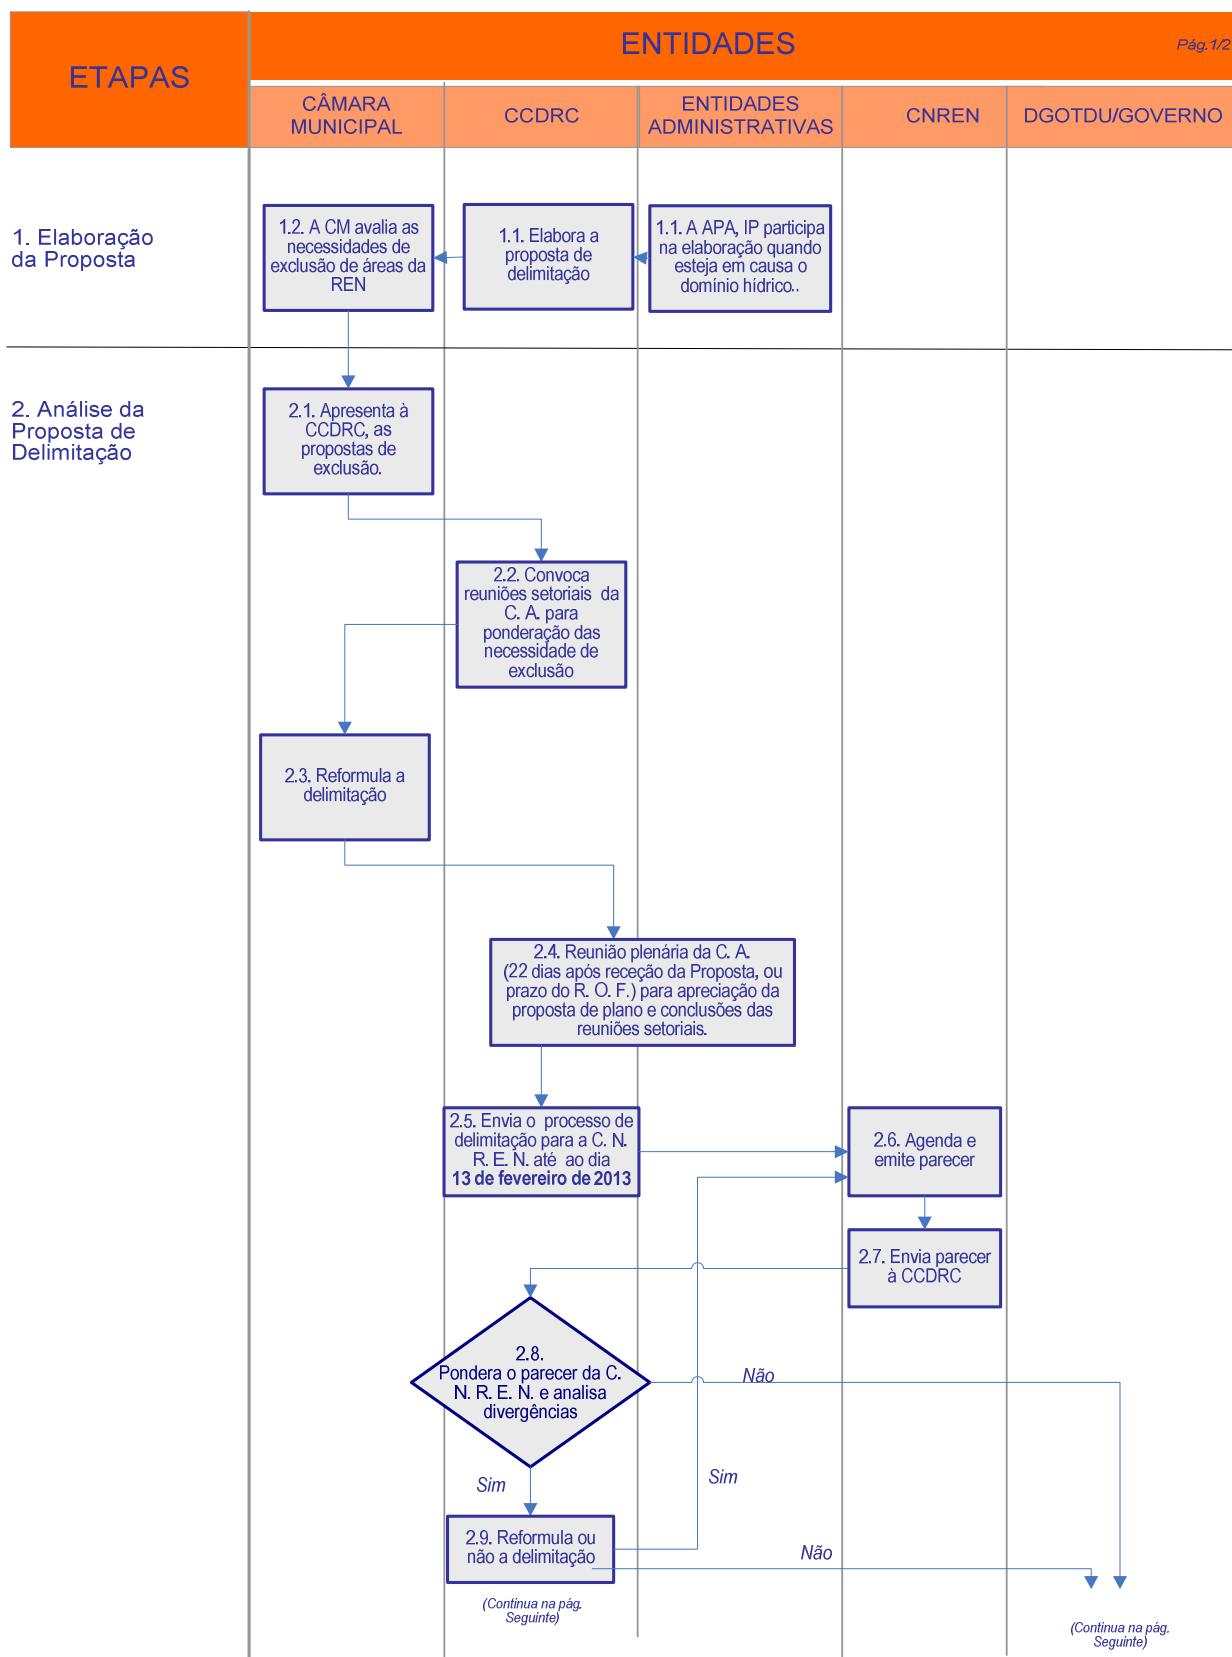 ETAPAS
ENTIDADES
Pág.1/2
CÂMARA
MUNICIPAL
CCDRC
ENTIDADES
ADMINISTRATIVAS
CNREN
DGOTDU/GOVERNO
1. Elaboração
da Proposta
1.2. A CM avalia as
necessidades de
exclusão de áreas da
REN
1.1. Elabora a
proposta de
delimitação
1.1. A APA, IP participa
na elaboração quando
esteja em causa o
domínio hídrico..
2. Análise da
Proposta de
Delimitação
2.1. Apresenta à
CCDRC, as
propostas de
exclusão.
2.2. Convoca
reuniões setoriais da
C. A. para
ponderação das
necessidade de
exclusão
2.3. Reformula a
delimitação
2.4. Reunião plenária da C. A.
(22 dias após receção da Proposta, ou
prazo do R. O. F.) para apreciação da
proposta de plano e conclusões das
reuniões setoriais.
2.5. Envia o processo de
delimitação para a C. N.
R. E. N. até ao dia
13 de fevereiro de 2013
2.6. Agenda e
emite parecer
2.7. Envia parecer
à CCDRC
2.8.
Pondera o parecer da C.
N. R. E. N. e analisa
divergências
Não
Sim
Sim
2.9. Reformula ou
não a delimitação
Não
(Continua na pág.
Seguinte)
(Continua na pág.
Seguinte)